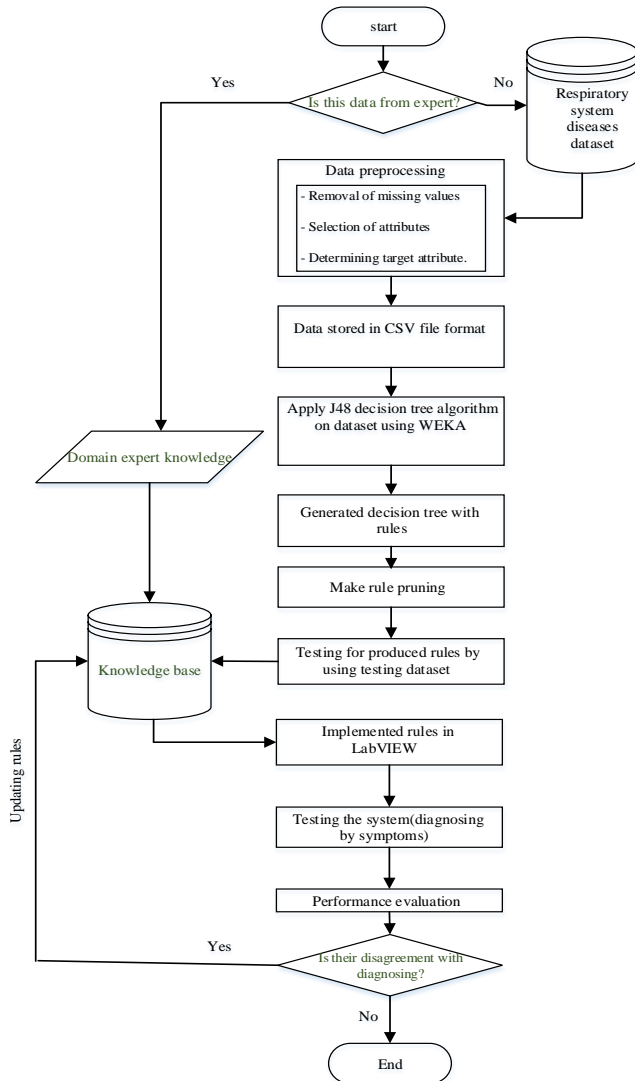 start
Yes
Is this data from expert?
No
Respiratory
system
diseases
dataset
Data preprocessing
- Removal of missing values
- Selection of attributes
- Determining target attribute.
Data stored in CSV file format
Apply J48 decision tree algorithm
on dataset using WEKA
Domain expert knowledge
Generated decision tree with
rules
Make rule pruning
Testing for produced rules by
using testing dataset
Knowledge base
Updating rules
Implemented rules in
LabVIEW
Testing the system(diagnosing
by symptoms)
Performance evaluation
Yes
Is their disagreement with
diagnosing?
No
End